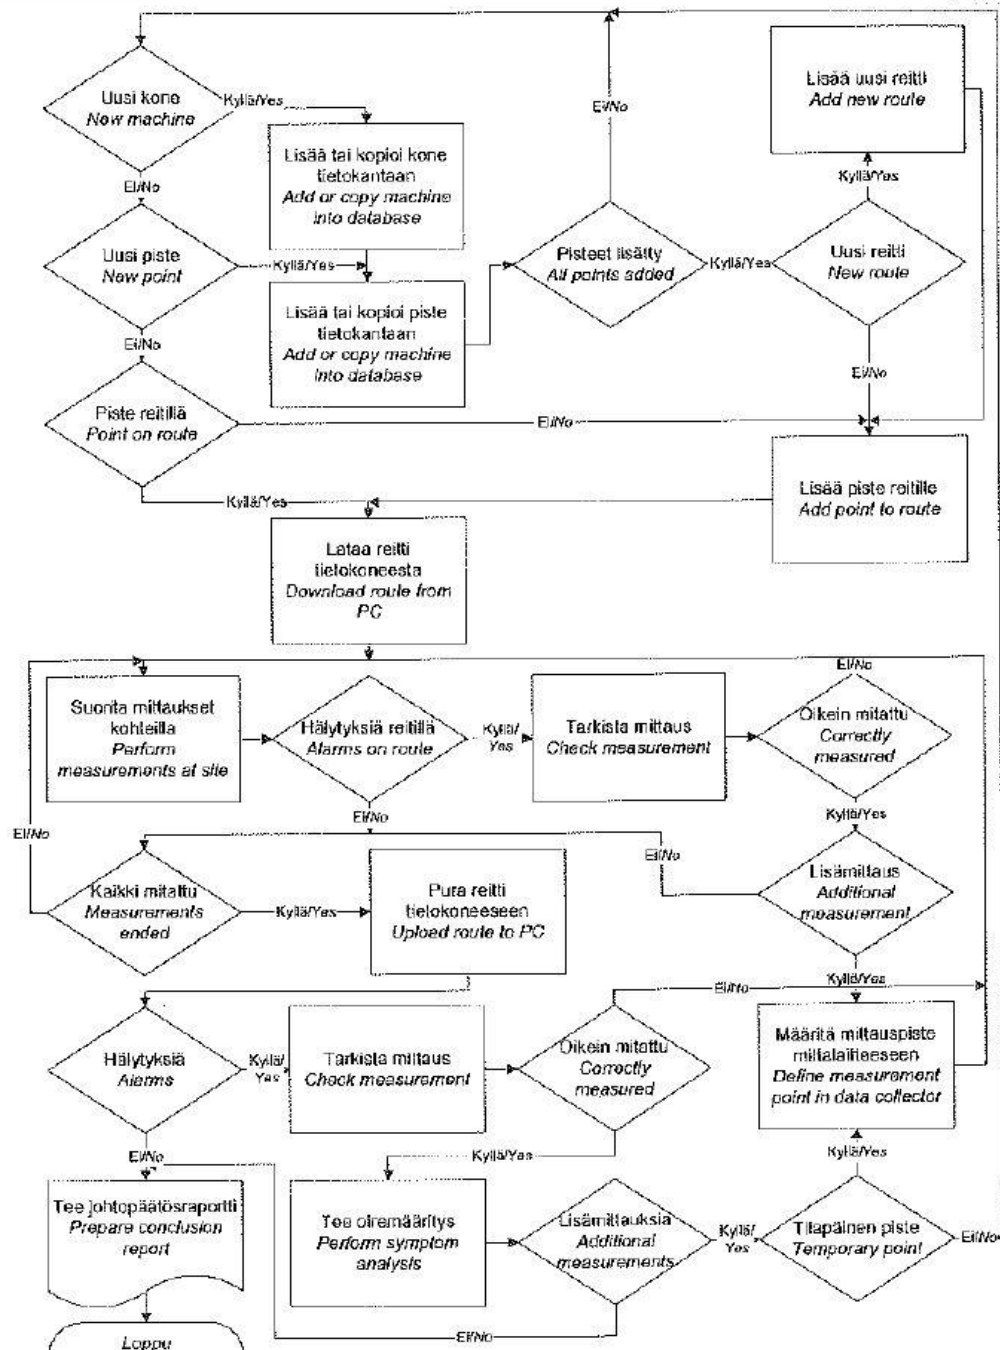 Uusi kone
New machine
Kyllä/Yes
Ei/No
Lisää tai kopioi kone
tietokantaan
Add or copy machine
into database
Ei/No
Lisää uusi reitti
Add new route
Kyllä/Yes
Uusi piste
New point
Kyllä/Yes
Ei/No
Lisää tai kopioi piste
tietokantaan
Add or copy machine
into database
Pisteet lisätty
All points added
Kyllä/Yes
Uusi reitti
New route
Ei/No
Piste reitillä
Point on route
Ei/No
Kyllä/Yes
Lisää piste reitille
Add point to route
Lataa reitti
tietokoneesta
Download route from
PC
Suorita mittaukset
kohteilla
Perform
measurements at site
Hälytyksiä reitillä
Alarms on route
Kyllä/
Yes
Ei/No
Tarkista mittaus
Check measurement
Ei/No
Oikein mitattu
Correctly
measured
Kyllä/Yes
Ei/No
Kaikki mitattu
Measurements
ended
Kyllä/Yes
Pura reitti
tietokoneeseen
Upload route to PC
Ei/No
Lisämittaus
Additional
measurement
Kyllä/Yes
Hälytyksiä
Alarms
Kyllä/
Yes
Ei/No
Tarkista mittaus
Check measurement
Oikein mitattu
Correctly
measured
Ei/No
Kyllä/Yes
Määritä mittauspiste
mittalaitteeseen
Define measurement
point in data collector
Kyllä/Yes
Tee johtopäätösraportti
Prepare conclusion
report
Tee oiremääritys
Perform symptom
analysis
Lisämittauksia
Additional
measurements
Kyllä/
Yes
Tilapäinen piste
Temporary point
Ei/No
Ei/No
Loppu